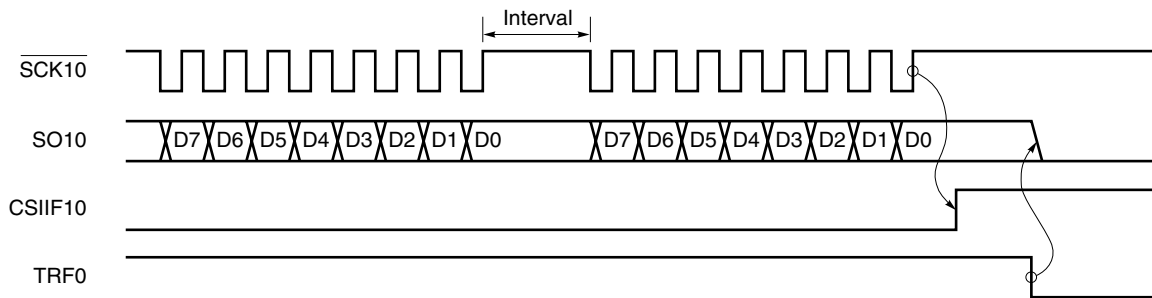 Interval
SCK10
SO10 D7 D6 D5 D4 D3 D2 D1 D0 D7 D6 D5 D4 D3 D2 D1 D0
CSIIF10
TRF0